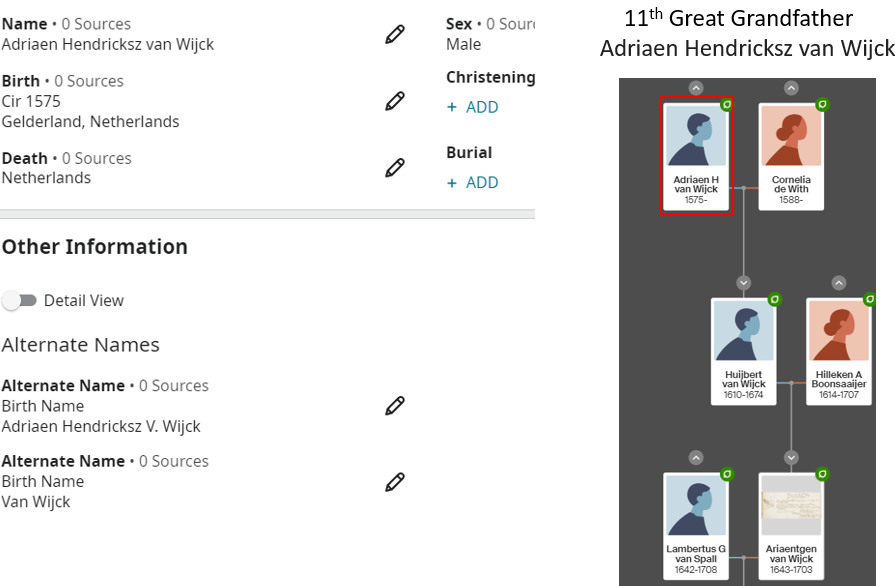 Name • 0 Sources
Adriaen Hendricksz van Wijck
Birth • 0 Sources
Cir 1575
Gelderland, Netherlands
Death • 0 Sources
Netherlands
Sex • 0 Sour
Male
Christening
+ ADD
Burial
+ ADD
Other Information
Detail View
Alternate Names
Alternate Name • 0 Sources
Birth Name
Adriaen Hendricksz V. Wijck
Alternate Name • 0 Sources
Birth Name
Van Wijck
11th Great Grandfather
Adriaen Hendricksz van Wijck
Adriaen H
van Wijck
1575-
Cornelia
de With
1588-
Huijbert
van Wijck
1610-1674
Hilleken A
Boonsaaijer
1614-1707
Lambertus G
van Spall
1642-1708
Ariaentgen
van Wijck
1643-1703